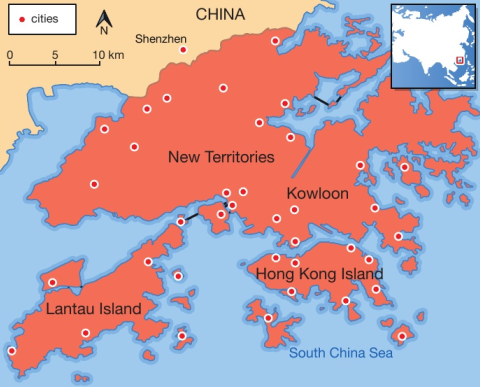 cities
N
0 5 10 km
CHINA
Shenzhen
New Territories
Kowloon
Hong Kong Island
Lantau Island
South China Sea